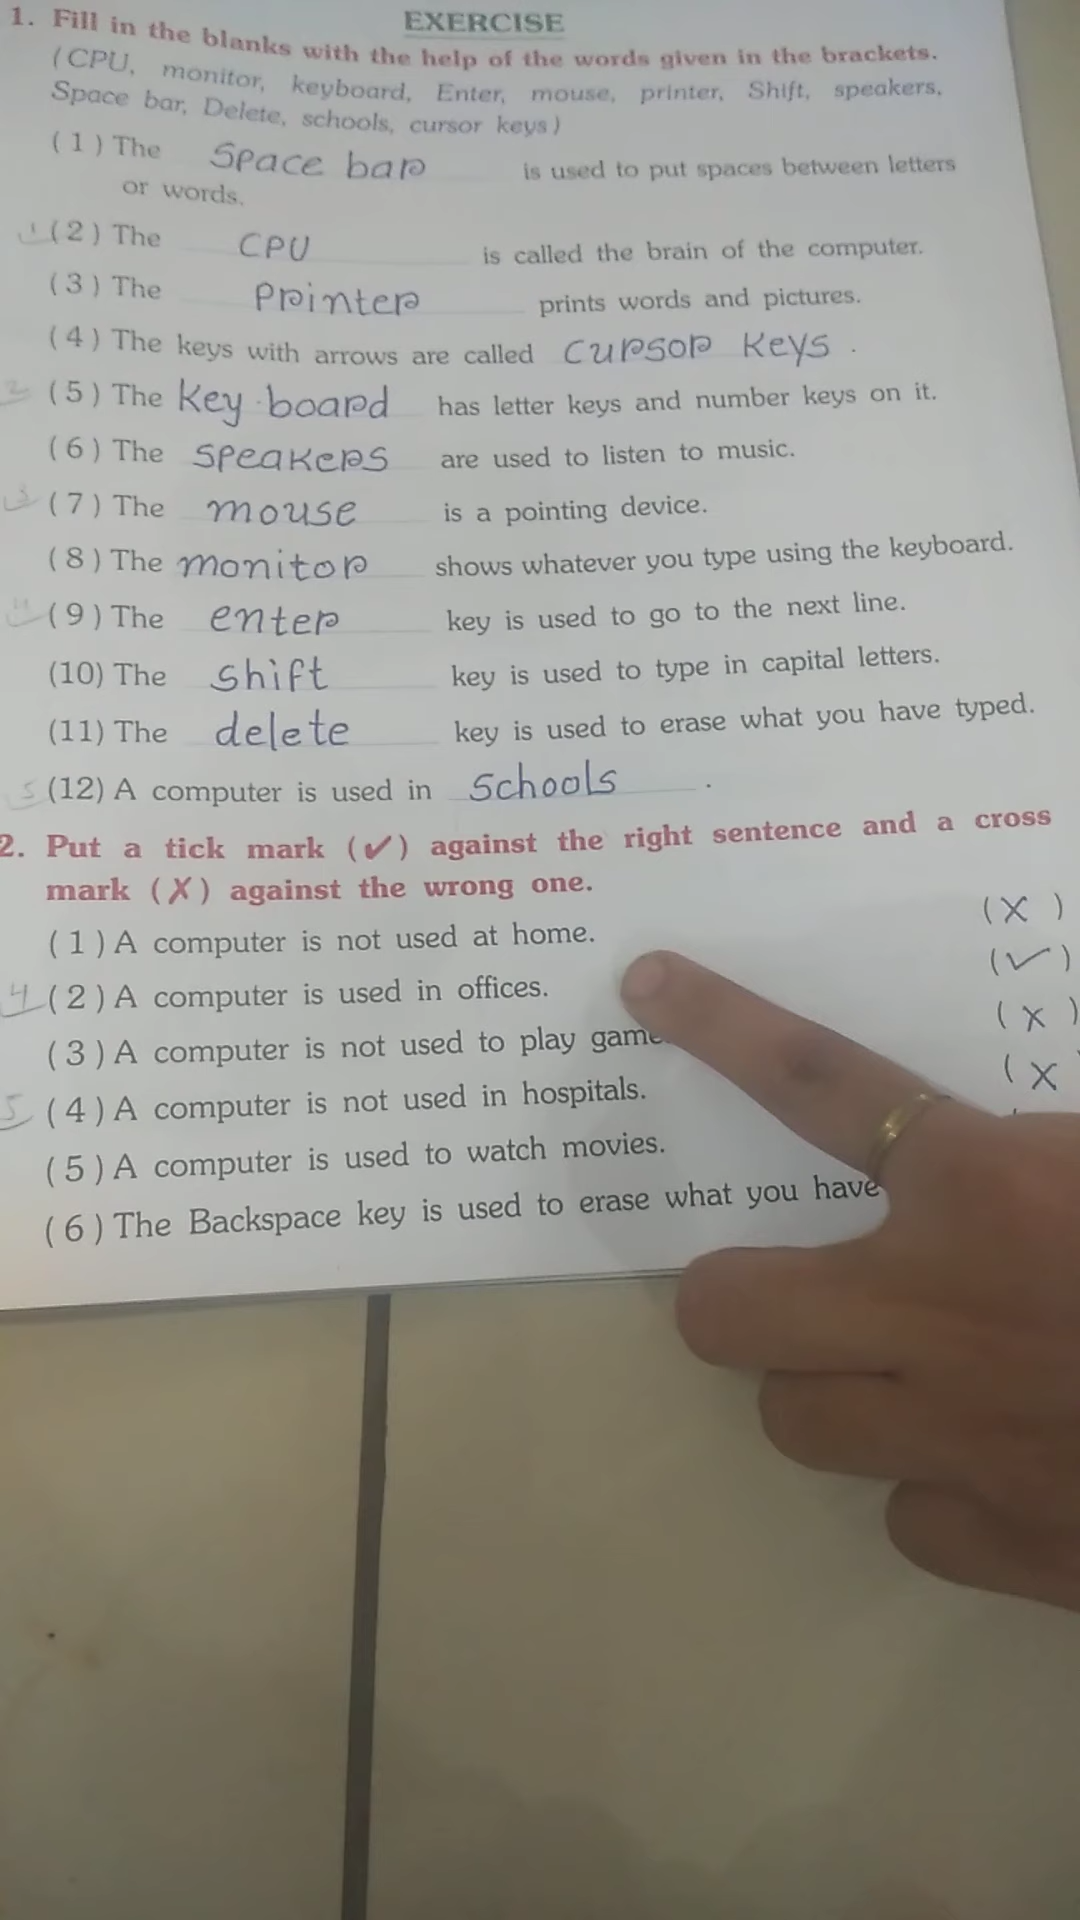 EXERCISE
1. Fill in the blanks with the help of the words given in the brackets.
(CPU, monitor, keyboard, Enter, mouse, printer, Shift, speakers,
Space bar, Delete, schools, cursor keys)
(1) The Space bar is used to put spaces between letters
or words.
1 (2) The CPU is called the brain of the computer.
(3) The Printer prints words and pictures.
(4) The keys with arrows are called cursor keys.
2 (5) The key board has letter keys and number keys on it.
(6) The speakers are used to listen to music.
3 (7) The mouse is a pointing device.
(8) The monitor shows whatever you type using the keyboard.
(9) The enter key is used to go to the next line.
(10) The shift key is used to type in capital letters.
(11) The delete key is used to erase what you have typed.
5 (12) A computer is used in Schools.
2. Put a tick mark (✓) against the right sentence and a cross
mark (✗) against the wrong one.
(1) A computer is not used at home. (X)
4 (2) A computer is used in offices. (✓)
(3) A computer is not used to play (X)
5 (4) A computer is not used in hospitals. (X
(5) A computer is used to watch movies.
(6) The Backspace key is used to erase what you have